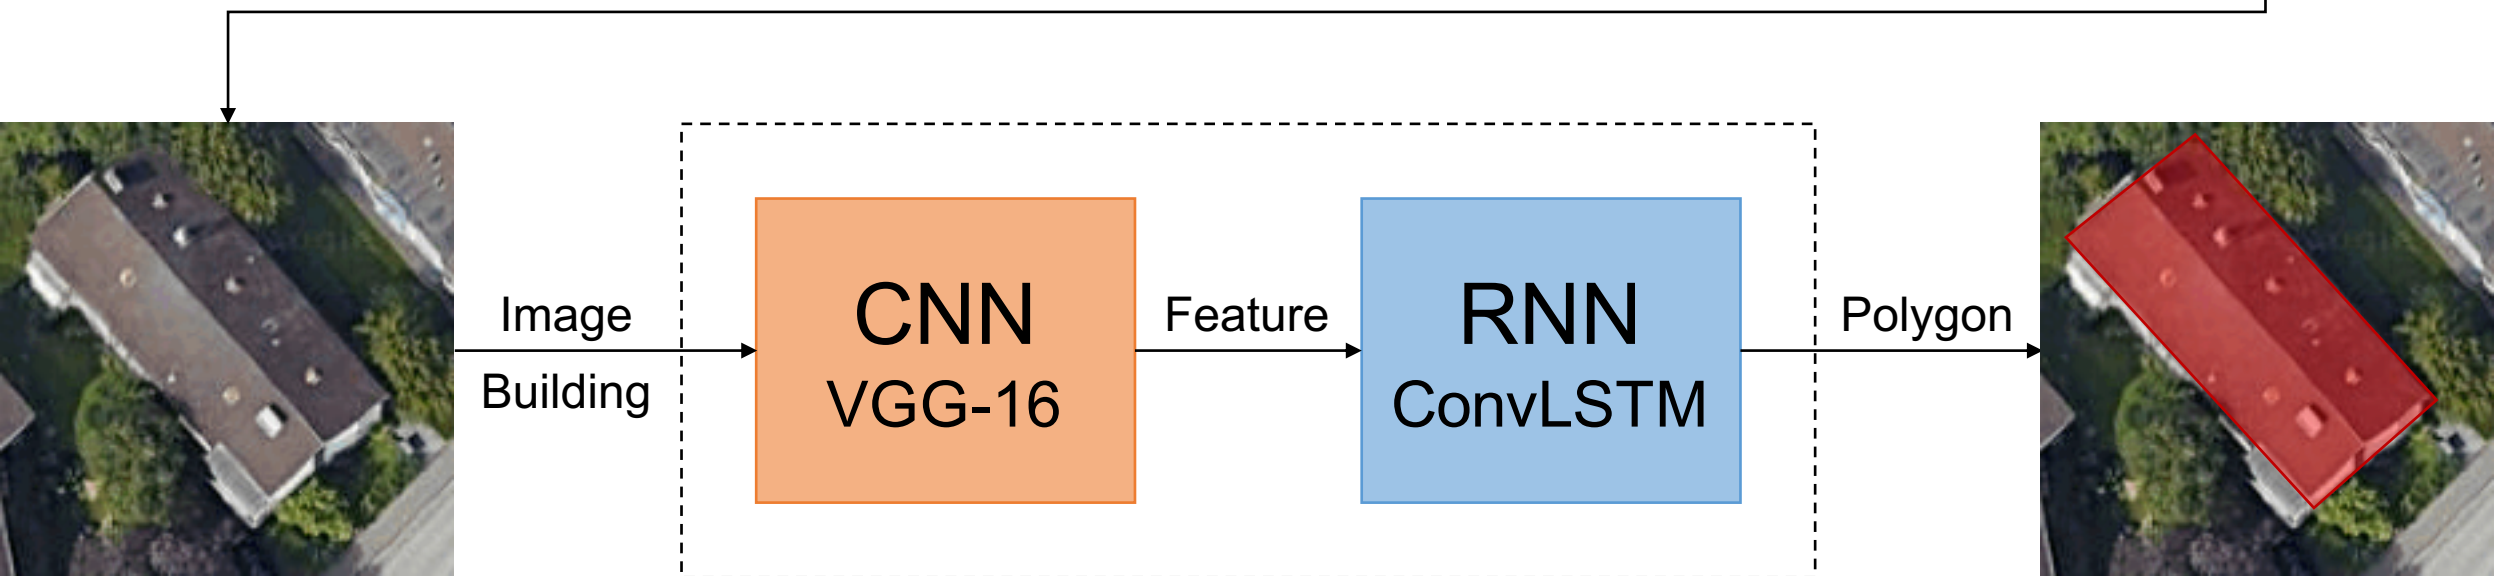 Image
Building
CNN
VGG-16
Feature
RNN
ConvLSTM
Polygon